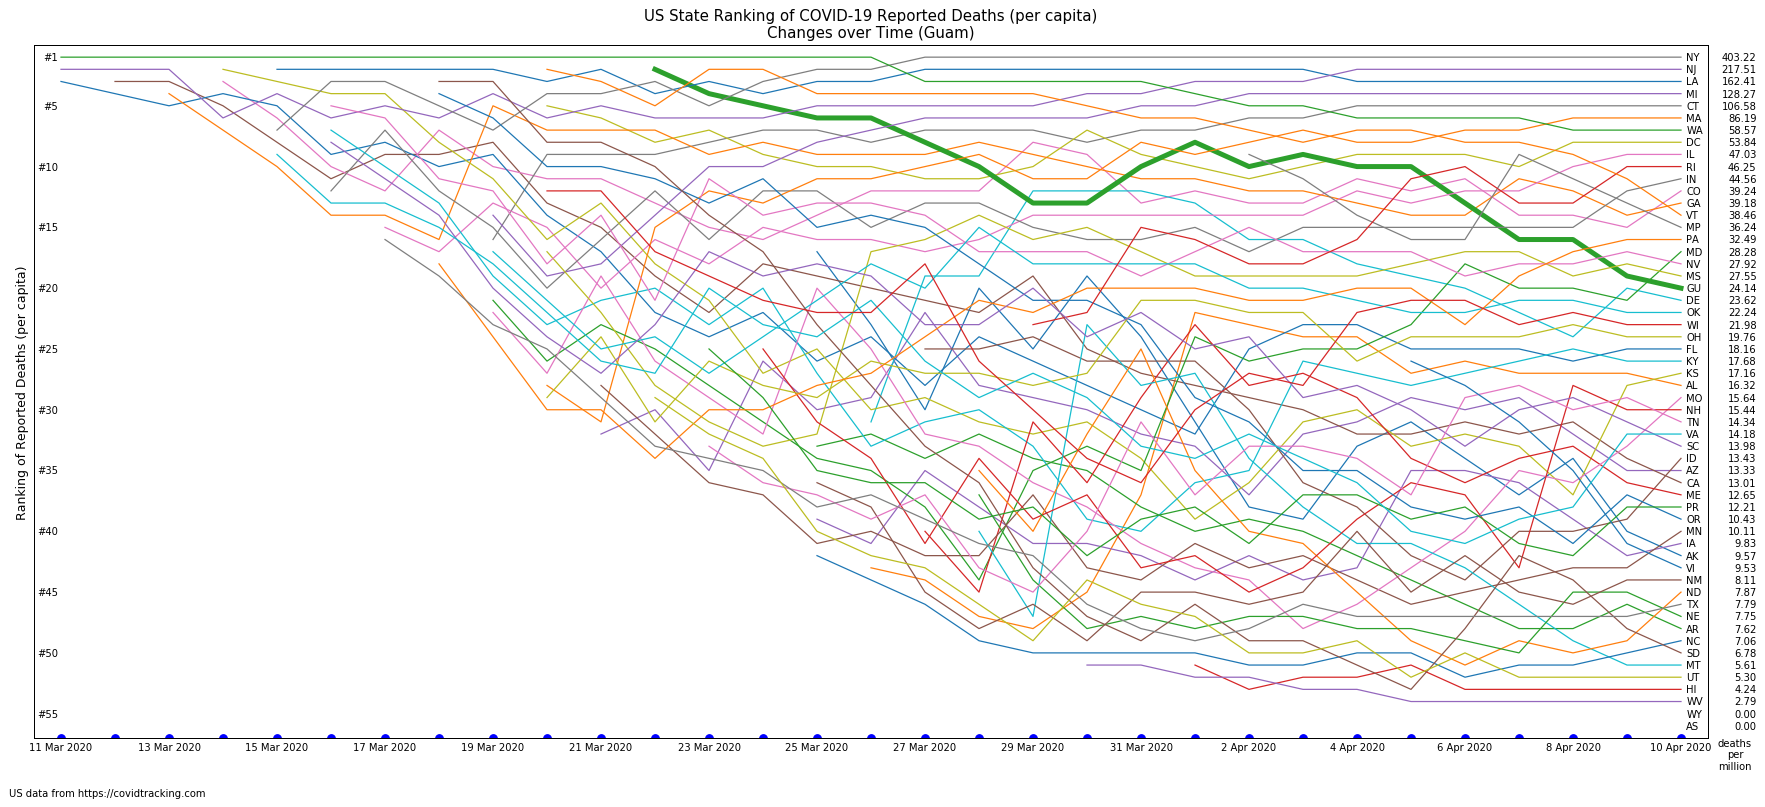 US State Ranking of COVID-19 Reported Deaths (per capita)
Changes over Time (Guam)
Ranking of Reported Deaths (per capita)
#1
#5
#10
#15
#20
#25
#30
#35
#40
#45
#50
#55
NY 403.22
NJ 217.51
LA 162.41
MI 128.27
CT 106.58
MA 86.19
WA 58.57
DC 53.84
IL 47.03
RI 46.25
IN 44.56
CO 39.24
GA 39.18
VT 38.46
MP 36.24
PA 32.49
MD 28.28
NV 27.92
MS 27.55
GU 24.14
DE 23.62
OK 22.24
WI 21.98
OH 19.76
FL 18.16
KY 17.68
KS 17.16
AL 16.32
MO 15.64
NH 15.44
TN 14.34
VA 14.18
SC 13.98
ID 13.43
AZ 13.33
CA 13.01
ME 12.65
PR 12.21
OR 10.43
MN 10.11
IA 9.83
AK 9.57
VI 9.53
NM 8.11
ND 7.87
TX 7.79
NE 7.75
AR 7.62
NC 7.06
SD 6.78
MT 5.61
UT 5.30
HI 4.24
WV 2.79
WY 0.00
AS 0.00
11 Mar 2020 13 Mar 2020 15 Mar 2020 17 Mar 2020 19 Mar 2020 21 Mar 2020 23 Mar 2020 25 Mar 2020 27 Mar 2020 29 Mar 2020 31 Mar 2020 2 Apr 2020 4 Apr 2020 6 Apr 2020 8 Apr 2020 10 Apr 2020
deaths
per
million
US data from https://covidtracking.com